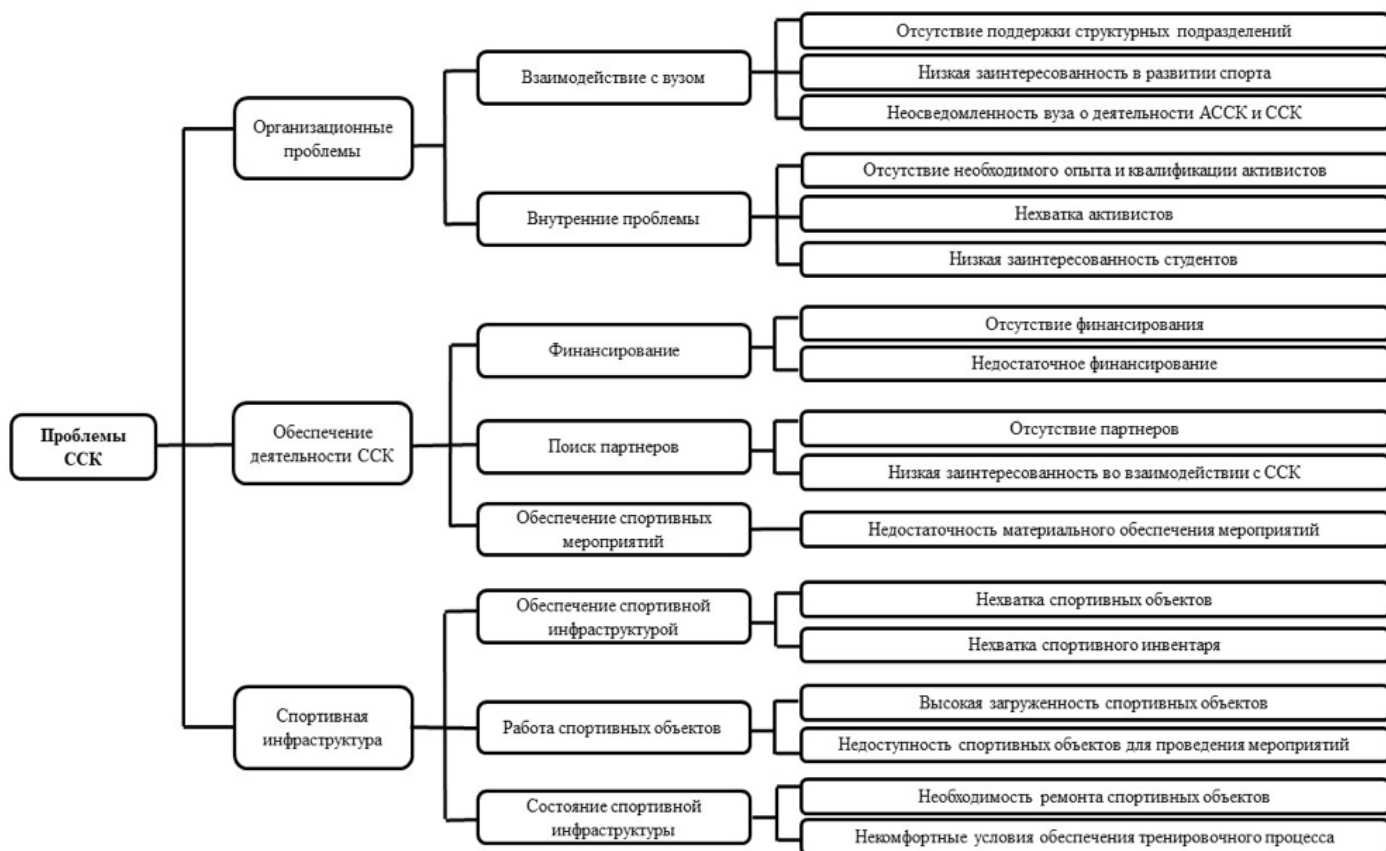 Проблемы
ССК
Организационные
проблемы
Взаимодействие с вузом
Отсутствие поддержки структурных подразделений
Низкая заинтересованность в развитии спорта
Неосведомленность вуза о деятельности АССК и ССК
Внутренние проблемы
Отсутствие необходимого опыта и квалификации активистов
Нехватка активистов
Низкая заинтересованность студентов
Обеспечение
деятельности ССК
Финансирование
Отсутствие финансирования
Недостаточное финансирование
Поиск партнеров
Отсутствие партнеров
Низкая заинтересованность во взаимодействии с ССК
Обеспечение спортивных
мероприятий
Недостаточность материального обеспечения мероприятий
Спортивная
инфраструктура
Обеспечение спортивной
инфраструктурой
Нехватка спортивных объектов
Нехватка спортивного инвентаря
Работа спортивных объектов
Высокая загруженность спортивных объектов
Недоступность спортивных объектов для проведения мероприятий
Состояние спортивной
инфраструктуры
Необходимость ремонта спортивных объектов
Некомфортные условия обеспечения тренировочного процесса